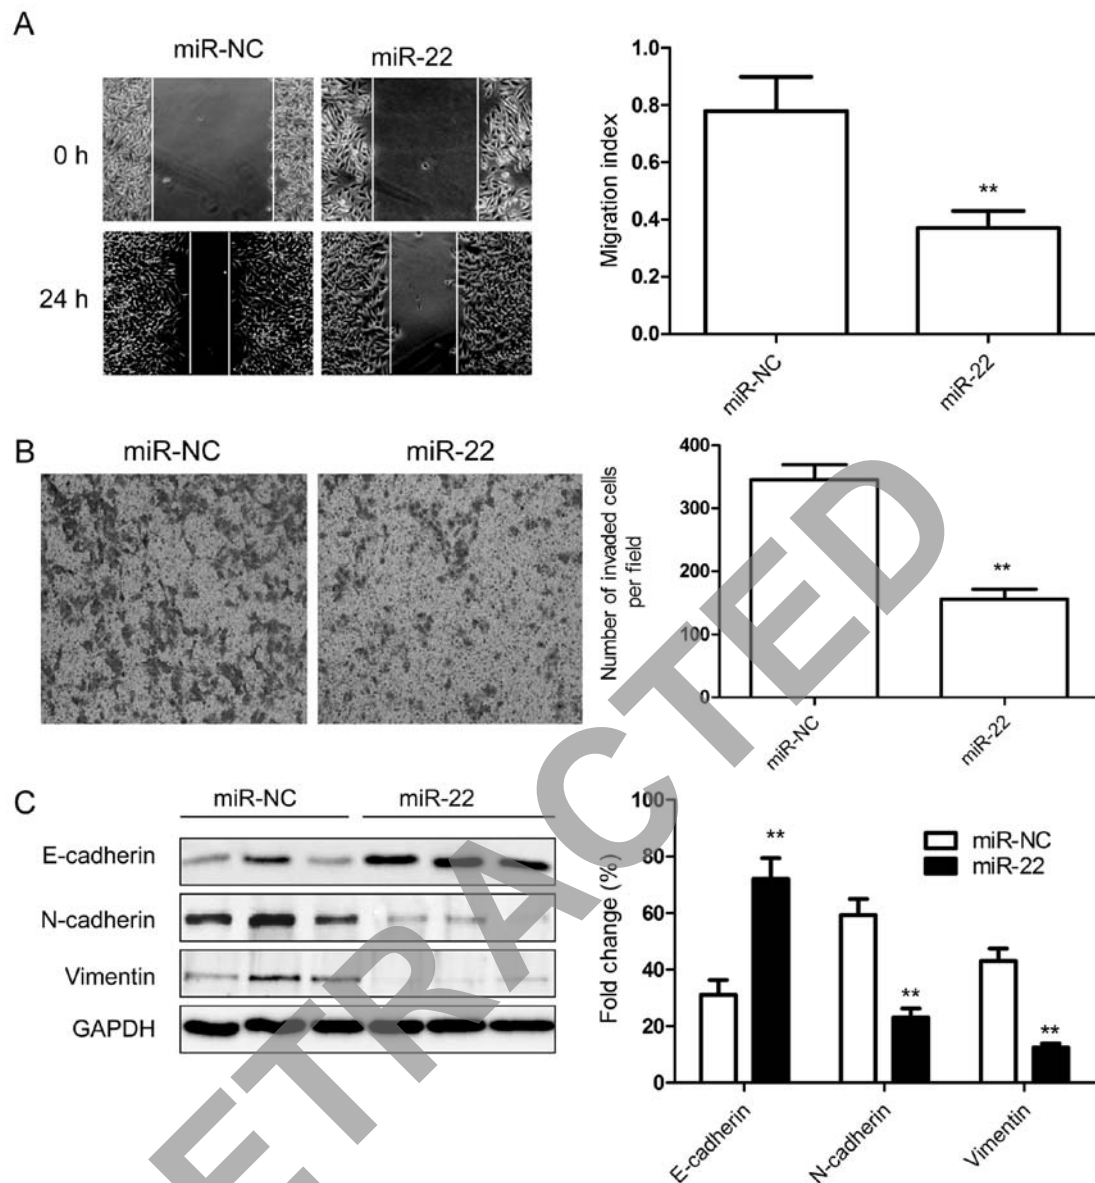 A
miR-NC
miR-22
0 h
24 h
Migration index
1.0
0.8
0.6
0.4
0.2
0.0
**
miR-NC
miR-22
B
miR-NC
miR-22
Number of invaded cells
per field
400
300
200
100
0
**
miR-NC
miR-22
C
miR-NC
miR-22
E-cadherin
N-cadherin
Vimentin
GAPDH
Fold change (%)
100
80
60
40
20
0
**
**
**
miR-NC
miR-22
E-cadherin
N-cadherin
Vimentin
ETRACTED